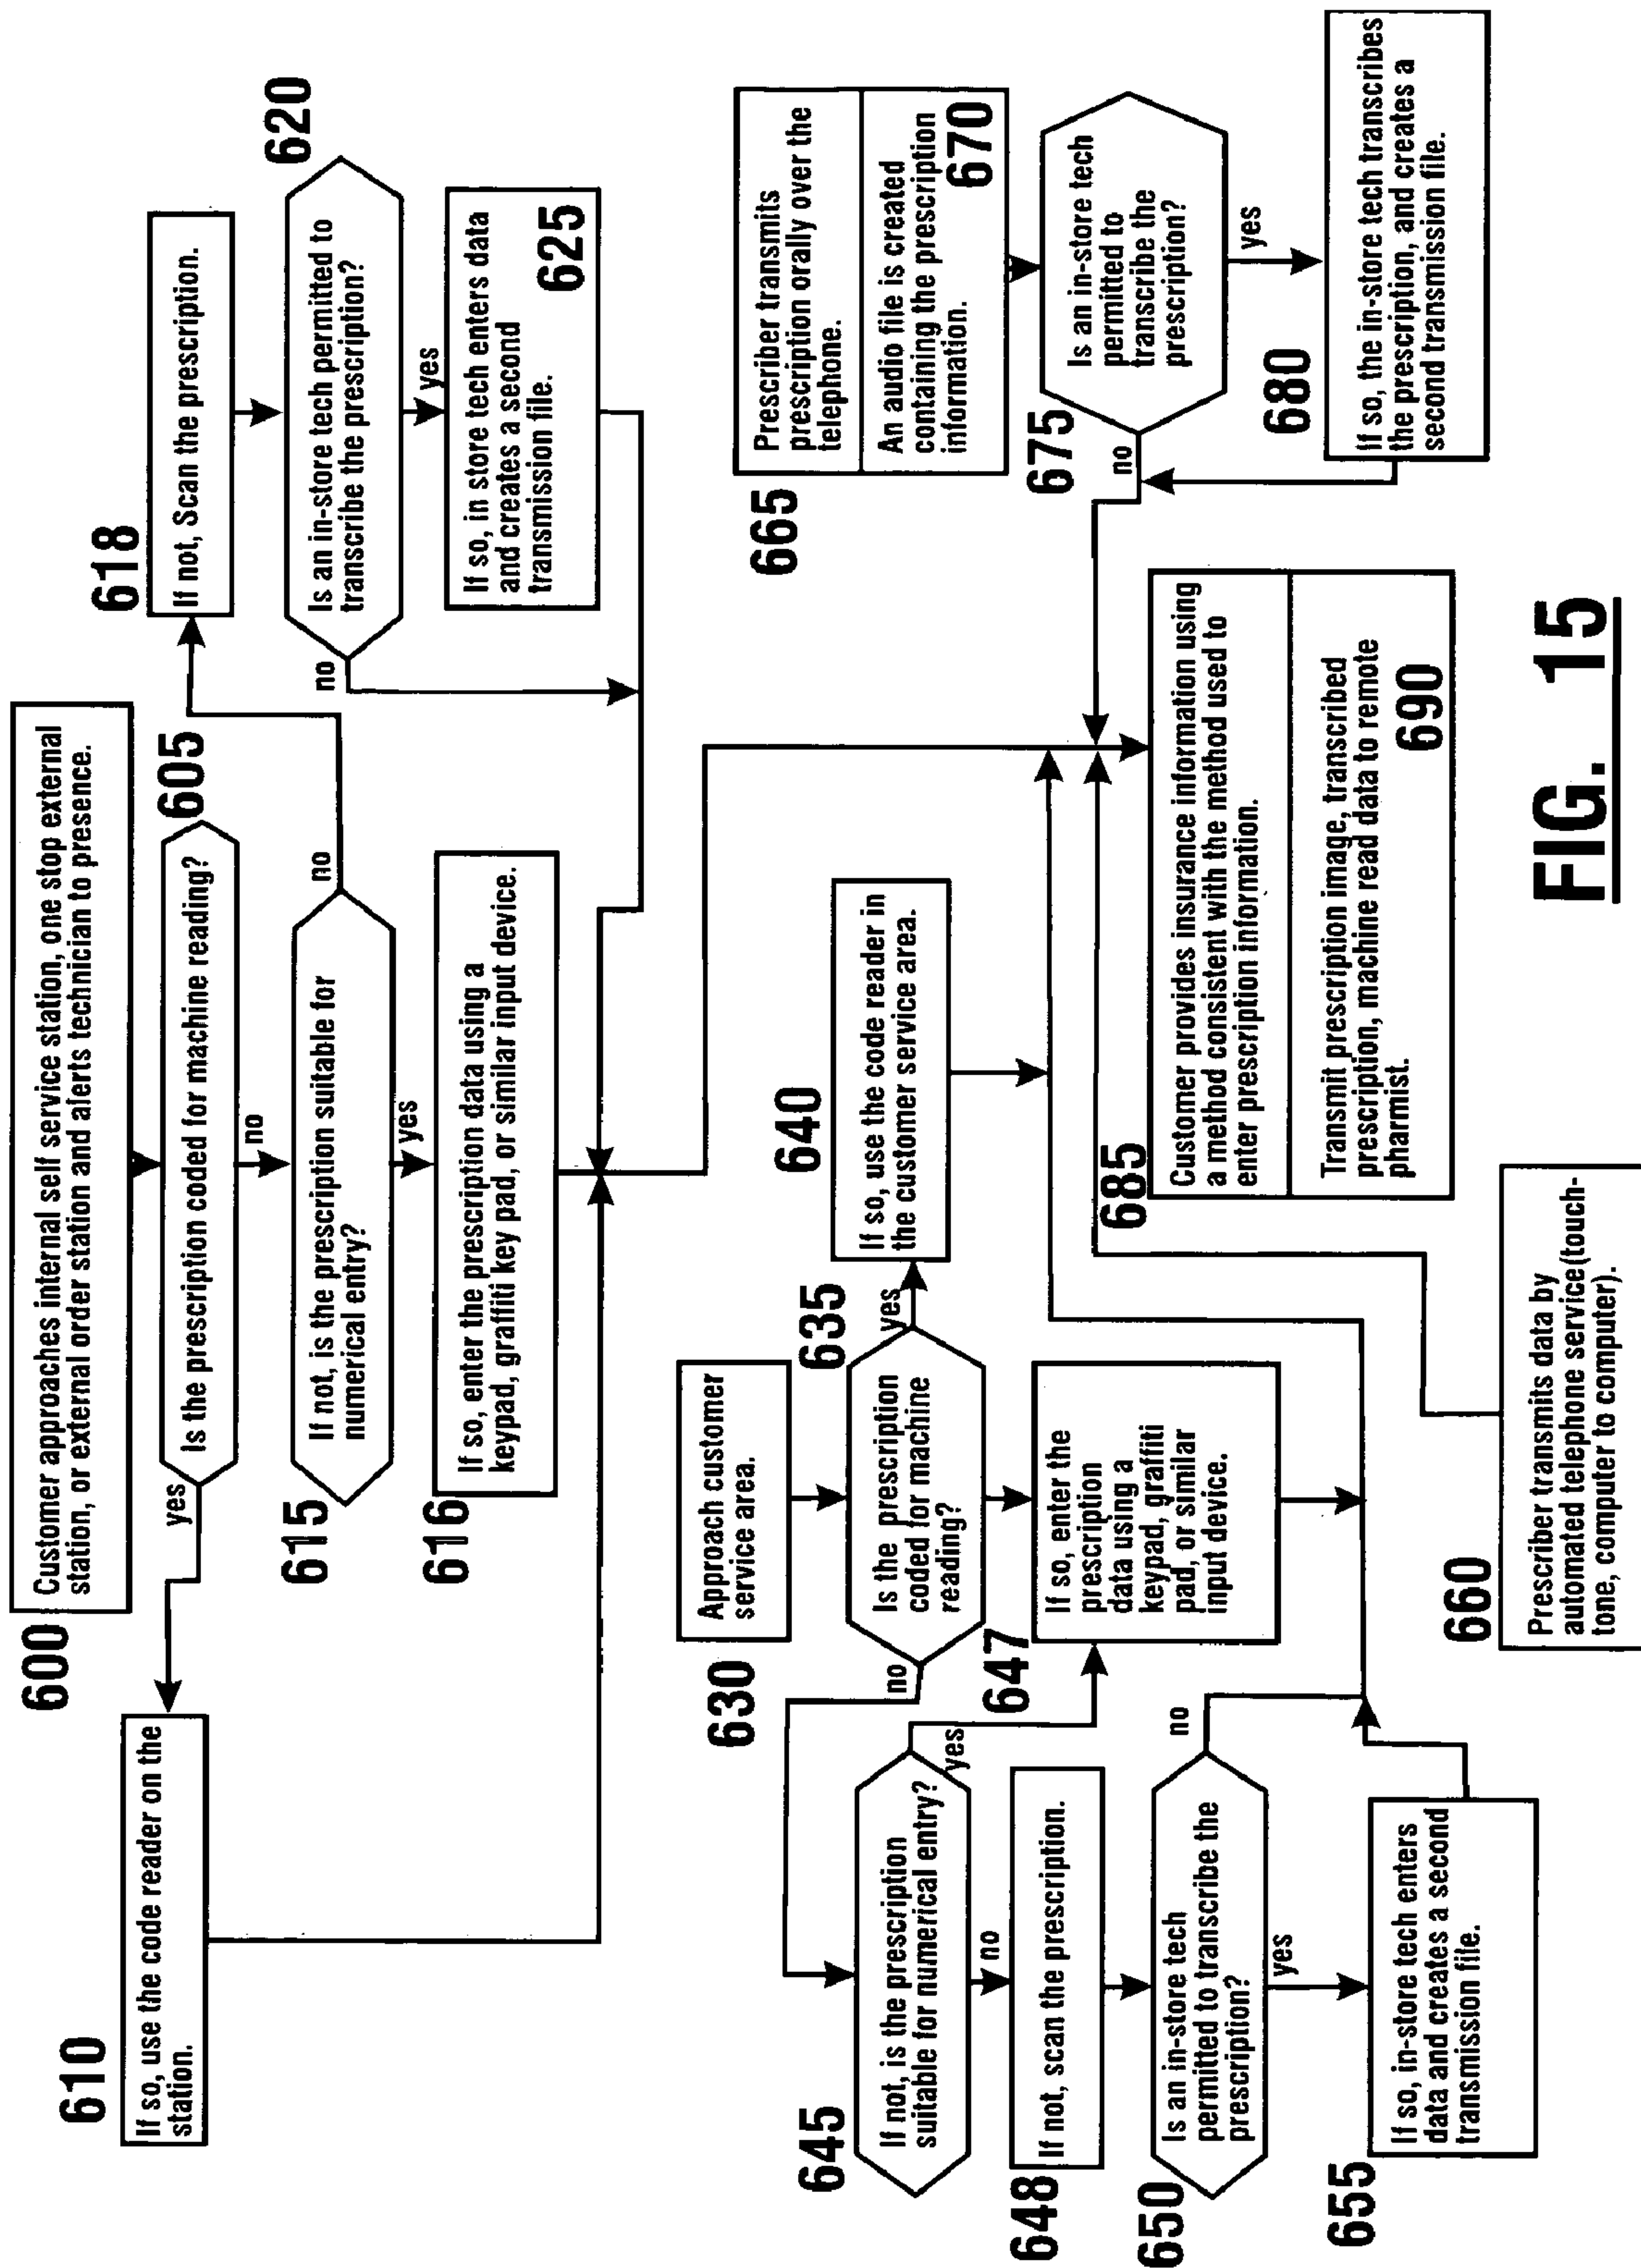 600
Customer approaches internal self service station, one stop external
station, or external order station and alerts technician to presence.
605
Is the prescription coded for machine reading?
yes
no
610
If so, use the code reader on the
station.
615
If not, is the prescription suitable for
numerical entry?
no
yes
616
If so, enter the prescription data using a
keypad, graffiti key pad, or similar input device.
618
If not, Scan the prescription.
620
Is an in-store tech permitted to
transcribe the prescription?
no
yes
If so, in store tech enters data
and creates a second
transmission file.
625
630
Approach customer
service area.
635
Is the prescription
coded for machine
reading?
yes
no
640
If so, use the code reader in
the customer service area.
645
If not, is the prescription
suitable for numerical entry?
yes
no
647
If so, enter the
prescription
data using a
keypad, graffiti
pad, or similar
input device.
648
If not, scan the prescription.
650
Is an in-store tech
permitted to transcribe the
prescription?
no
yes
655
If so, in-store tech enters
data and creates a second
transmission file.
660
Prescriber transmits data by
automated telephone service(touch-
tone, computer to computer).
665
Prescriber transmits
prescription orally over the
telephone.
An audio file is created
containing the prescription
information.
670
675
Is an in-store tech
permitted to
transcribe the
prescription?
no
yes
680
If so, the in-store tech transcribes
the prescription, and creates a
second transmission file.
685
Customer provides insurance information using
a method consistent with the method used to
enter prescription information.
Transmit prescription image, transcribed
prescription, machine read data to remote
pharmist.
690
FIG. 15